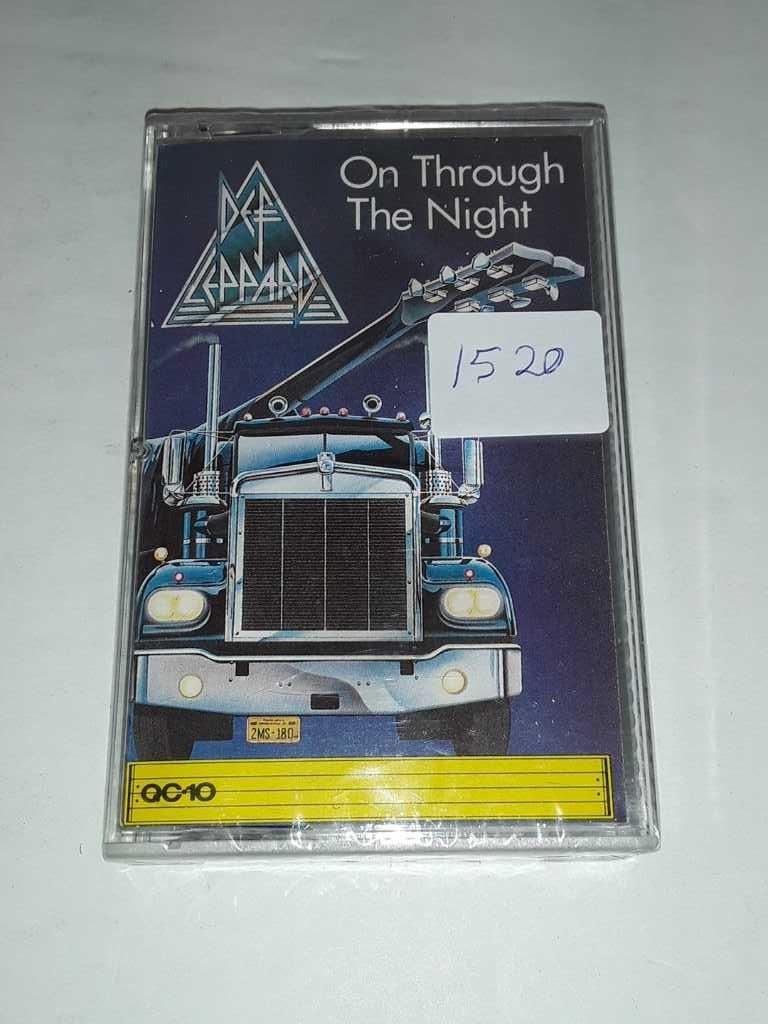 On Through
The Night
DEF
LEPPARD
1520
2MS-180
QC-10